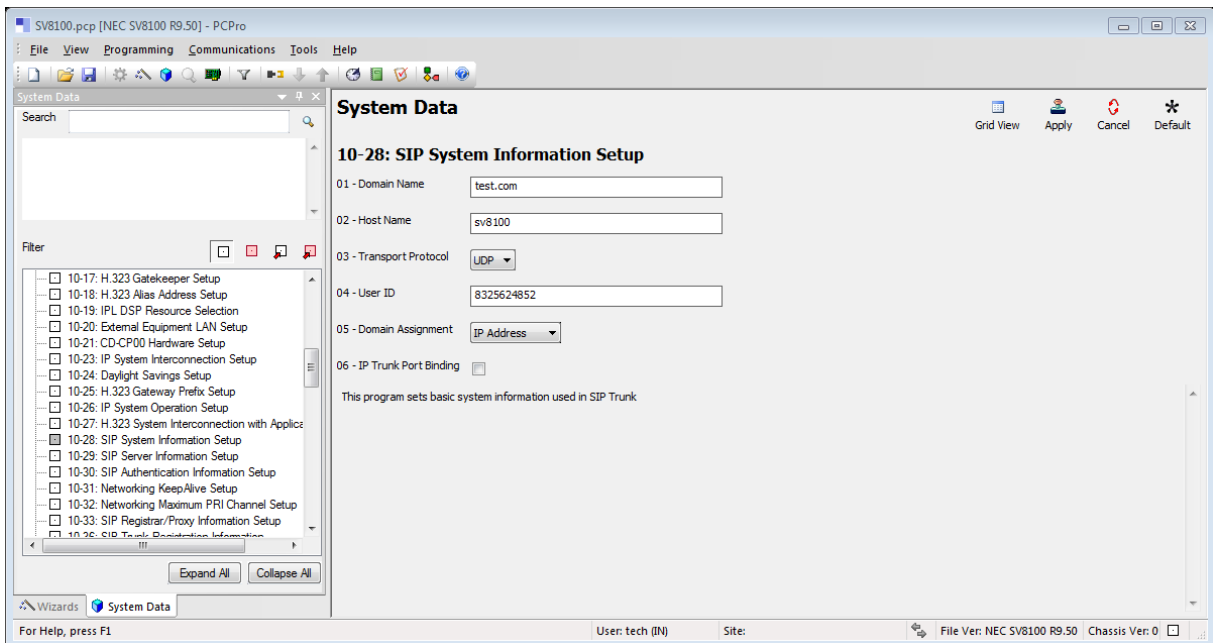 SV8100.pcp [NEC SV8100 R9.50] - PCPro
File View Programming Communications Tools Help
System Data
Search
Filter
10-17: H.323 Gatekeeper Setup
10-18: H.323 Alias Address Setup
10-19: IPL DSP Resource Selection
10-20: External Equipment LAN Setup
10-21: CD-CP00 Hardware Setup
10-23: IP System Interconnection Setup
10-24: Daylight Savings Setup
10-25: H.323 Gateway Prefix Setup
10-26: IP System Operation Setup
10-27: H.323 System Interconnection with Applica
10-28: SIP System Information Setup
10-29: SIP Server Information Setup
10-30: SIP Authentication Information Setup
10-31: Networking KeepAlive Setup
10-32: Networking Maximum PRI Channel Setup
10-33: SIP Registrar/Proxy Information Setup
10-36: SIP Trunk Registration Information
Expand All Collapse All
Wizards System Data
System Data
Grid View Apply Cancel Default
10-28: SIP System Information Setup
01 - Domain Name test.com
02 - Host Name sv8100
03 - Transport Protocol UDP
04 - User ID 8325624852
05 - Domain Assignment IP Address
06 - IP Trunk Port Binding
This program sets basic system information used in SIP Trunk
For Help, press F1 User: tech (IN) Site: File Ver: NEC SV8100 R9.50 Chassis Ver: 0